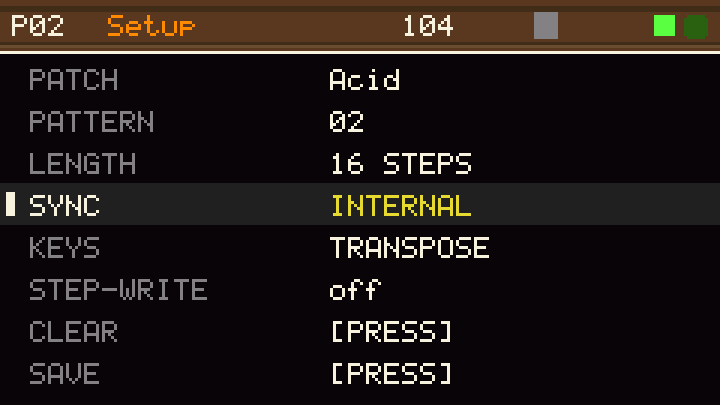 P02 Setup 104
PATCH Acid
PATTERN 02
LENGTH 16 STEPS
SYNC INTERNAL
KEYS TRANSPOSE
STEP-WRITE off
CLEAR [PRESS]
SAVE [PRESS]